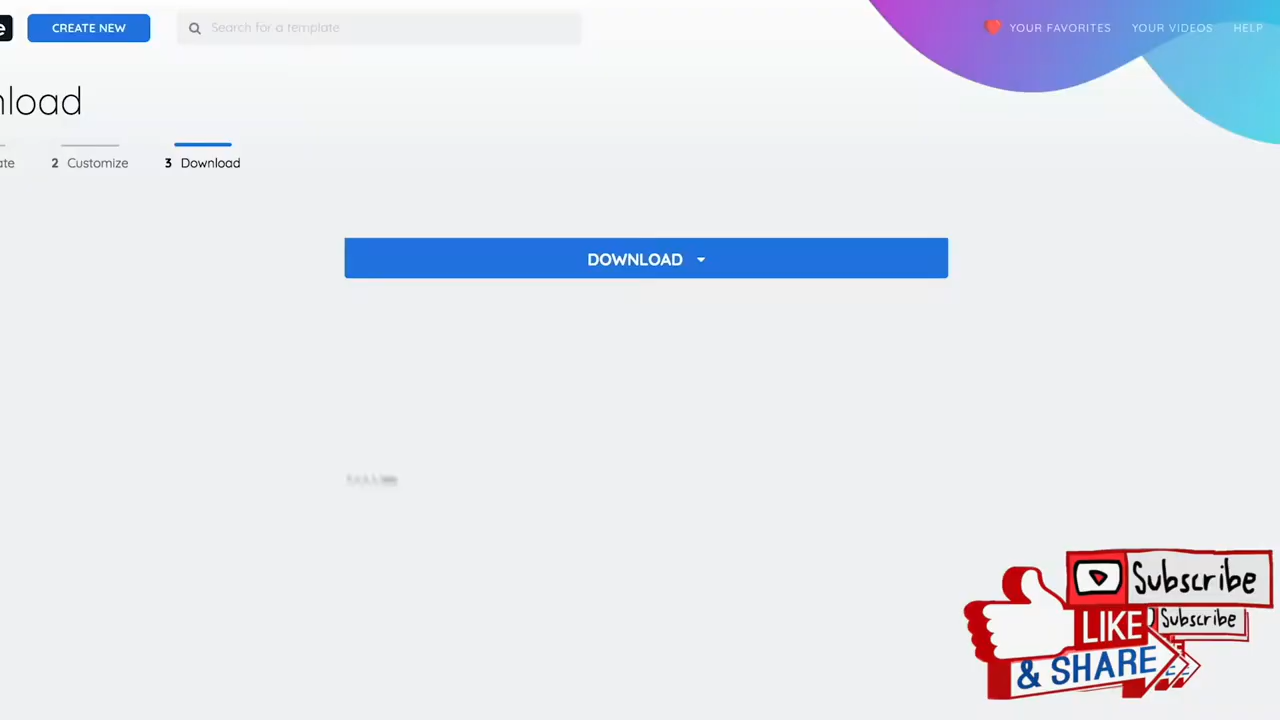 e
CREATE NEW
Search for a template
YOUR FAVORITES
YOUR VIDEOS
HELP
nload
ate
2 Customize
3 Download
DOWNLOAD
Subscribe
Subscribe
LIKE
& SHARE